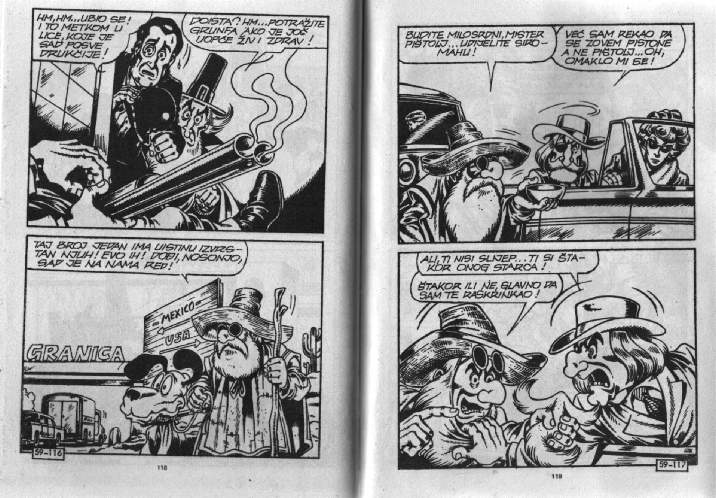 HM, HM...UBIO SE!
I TO METKOM U
LICE, KOJE JE
SAD POSVE
DRUKČIJE!
DOISTA? HM...POTRAŽITE
GRUNFA AKO JE JOŠ
UOPĆE ŽIV I ZDRAV!
TAJ BROJ JEDAN IMA UISTINU IZVRS-
TAN NJUH! EVO IH! DOĐI, NOSONJO,
SAD JE NA NAMA RED!
MEXICO
USA
GRANICA
59-116
118
BUDITE MILOSRDNI, MISTER
PIŠTOLJ...UDIJELITE SIRO-
MAHU!
VEĆ SAM REKAO DA
SE ZOVEM PISTONE
A NE PIŠTOLJ...OH,
OMAKLO MI SE!
ALI, TI NISI SLIJEP...TI SI ŠTA-
KOR ONOG STARCA!
ŠTAKOR ILI NE, GLAVNO DA
SAM TE RASKRINKAO!
59-117
119